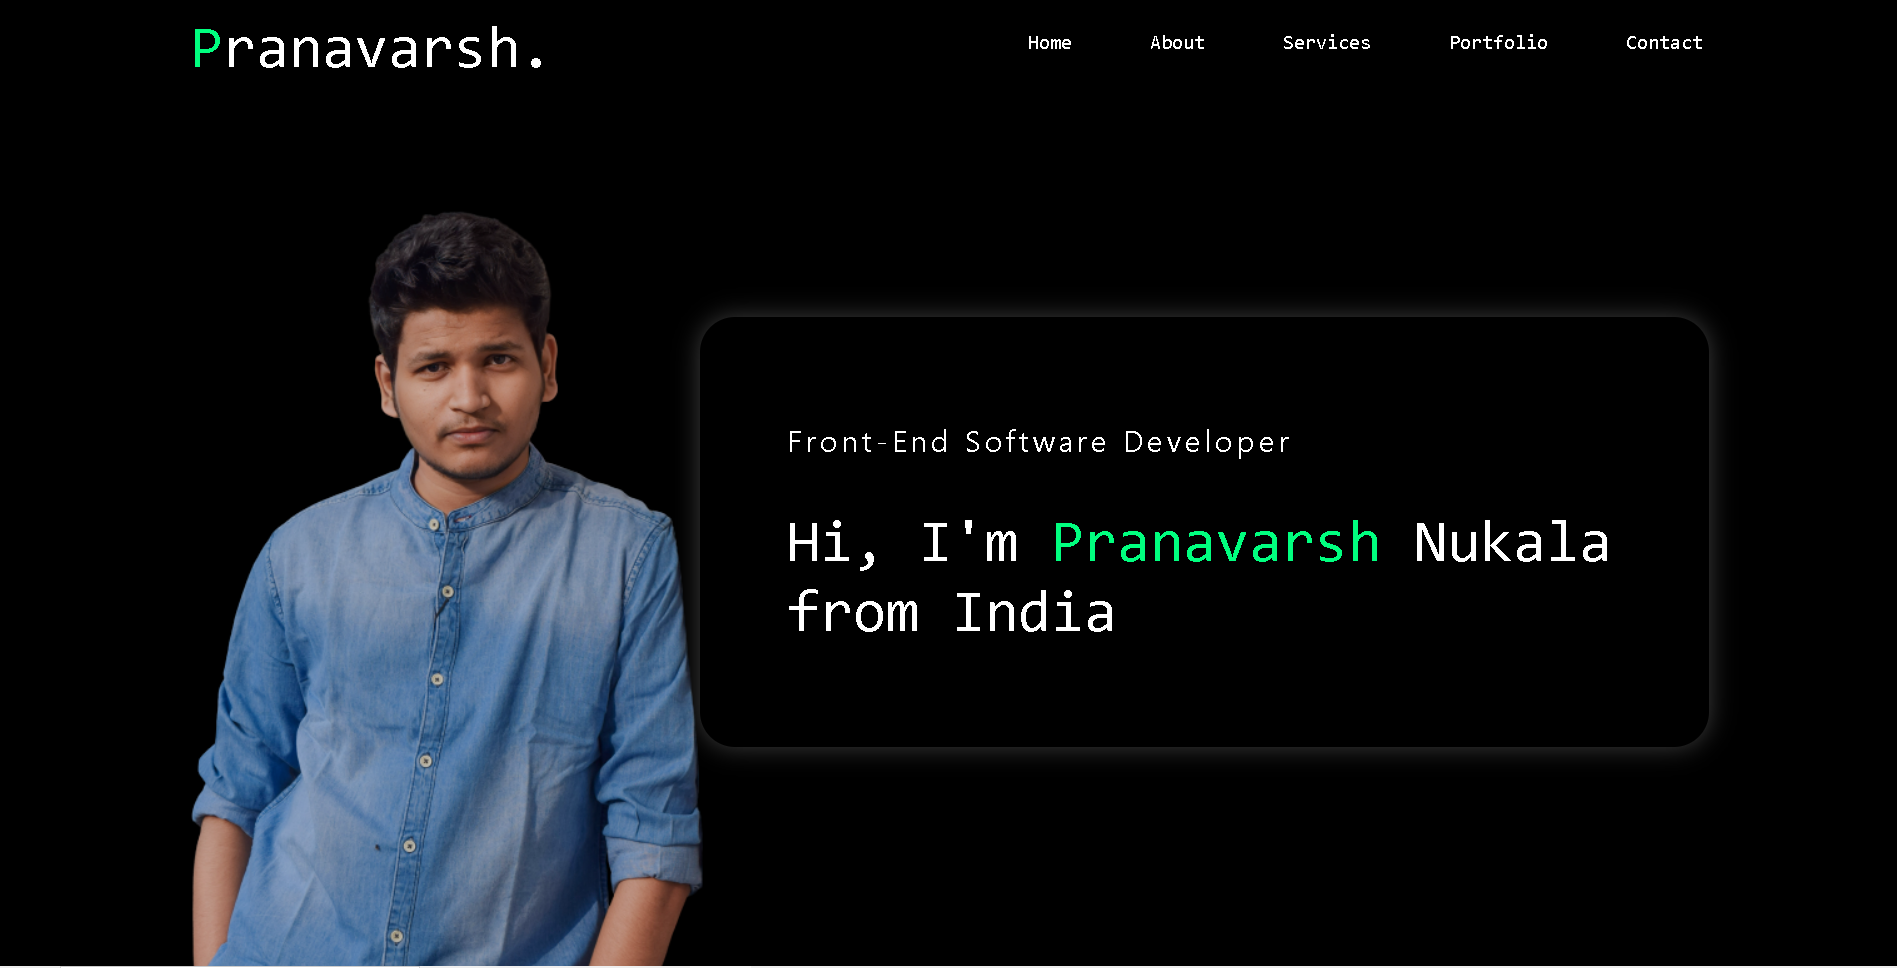 Pranavarsh.
Home About Services Portfolio Contact
Front-End Software Developer
Hi, I'm Pranavarsh Nukala
from India